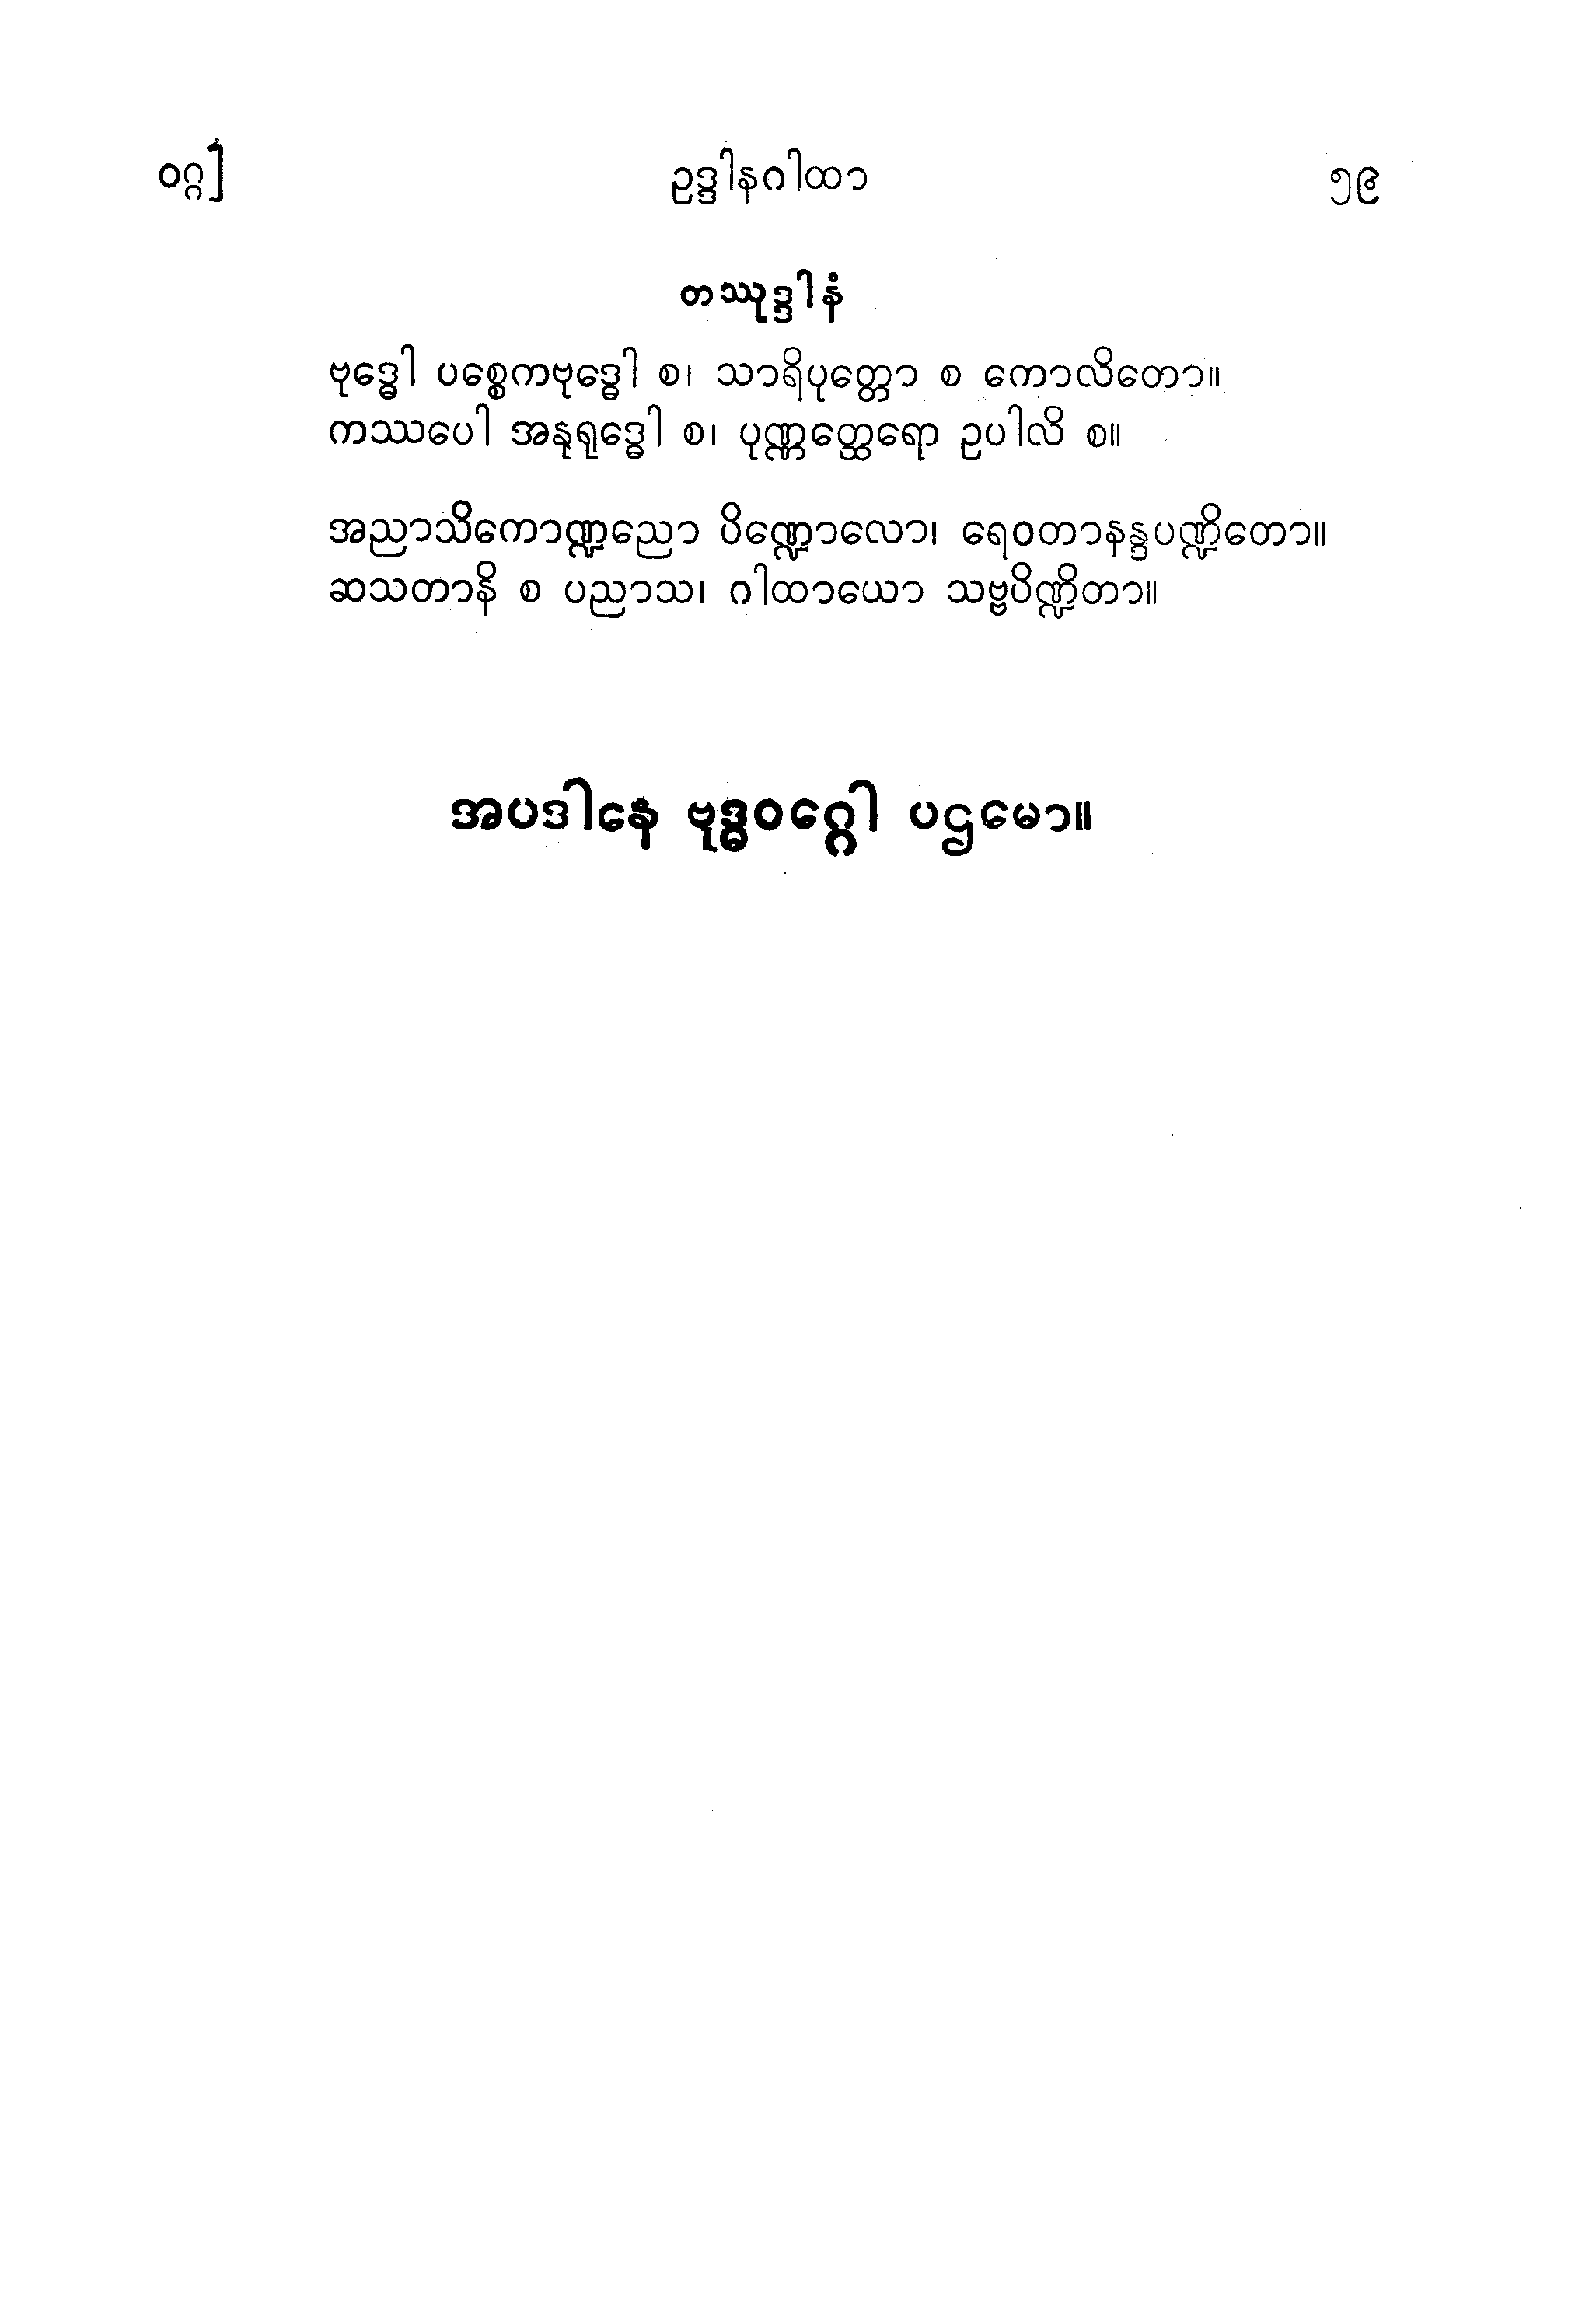 ဝဂ္ဂ] ဥဒ္ဒါနဂါထာ ၅၉
တဿုဒ္ဒါနံ
ဗုဒ္ဓေါ ပစ္စေကဗုဒ္ဓေါ စ၊ သာရိပုတ္တော စ ကောလိတော။
ကဿပေါ အနုရုဒ္ဓေါ စ၊ ပုဏ္ဏတ္ထေရော ဥပါလိ စ။
အညာသိကောဏ္ဍညော ပိဏ္ဍောလော၊ ရေဝတာနန္ဒပဏ္ဍိတော။
ဆသတာနိ စ ပညာသ၊ ဂါထာယော သဗ္ဗပိဏ္ဍိတာ။
အပဒါနေ ဗုဒ္ဓဝဂ္ဂေါ ပဌမော။